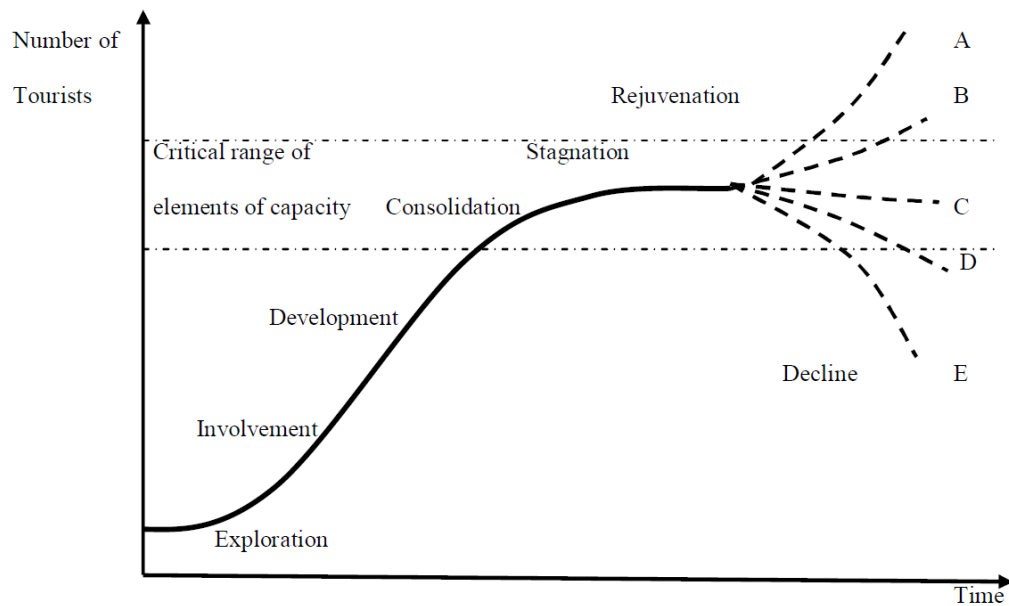 Number of
Tourists
A
Rejuvenation
B
Critical range of
Stagnation
elements of capacity
Consolidation
C
D
Development
Decline
E
Involvement
Exploration
Time